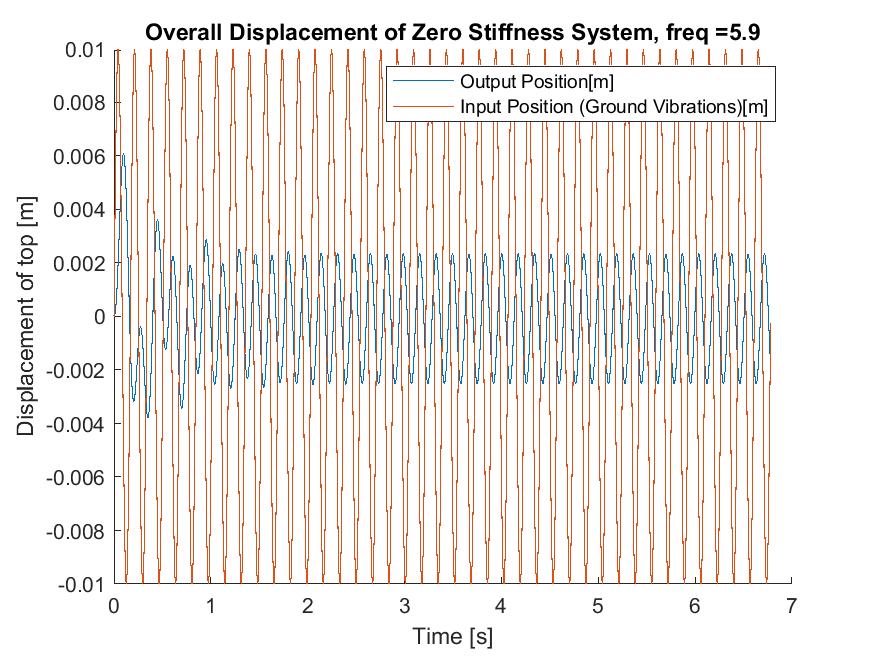 Overall Displacement of Zero Stiffness System, freq =5.9
0.01
0.008
0.006
0.004
0.002
0
-0.002
-0.004
-0.006
-0.008
-0.01
Displacement of top [m]
Output Position[m]
Input Position (Ground Vibrations)[m]
0 1 2 3 4 5 6 7
Time [s]